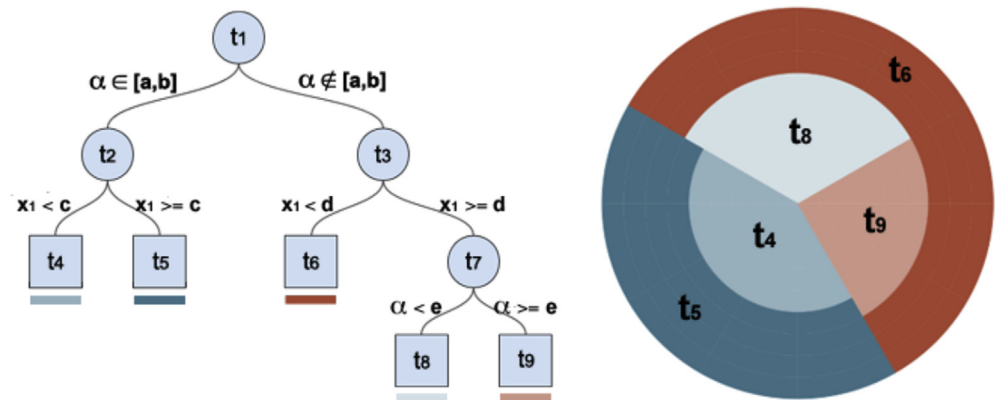 t1
α ∈ [a,b]
α ∉ [a,b]
t2
t3
x1 < c
x1 >= c
x1 < d
x1 >= d
t4
t5
t6
t7
α < e
α >= e
t8
t9
t6
t8
t9
t4
t5